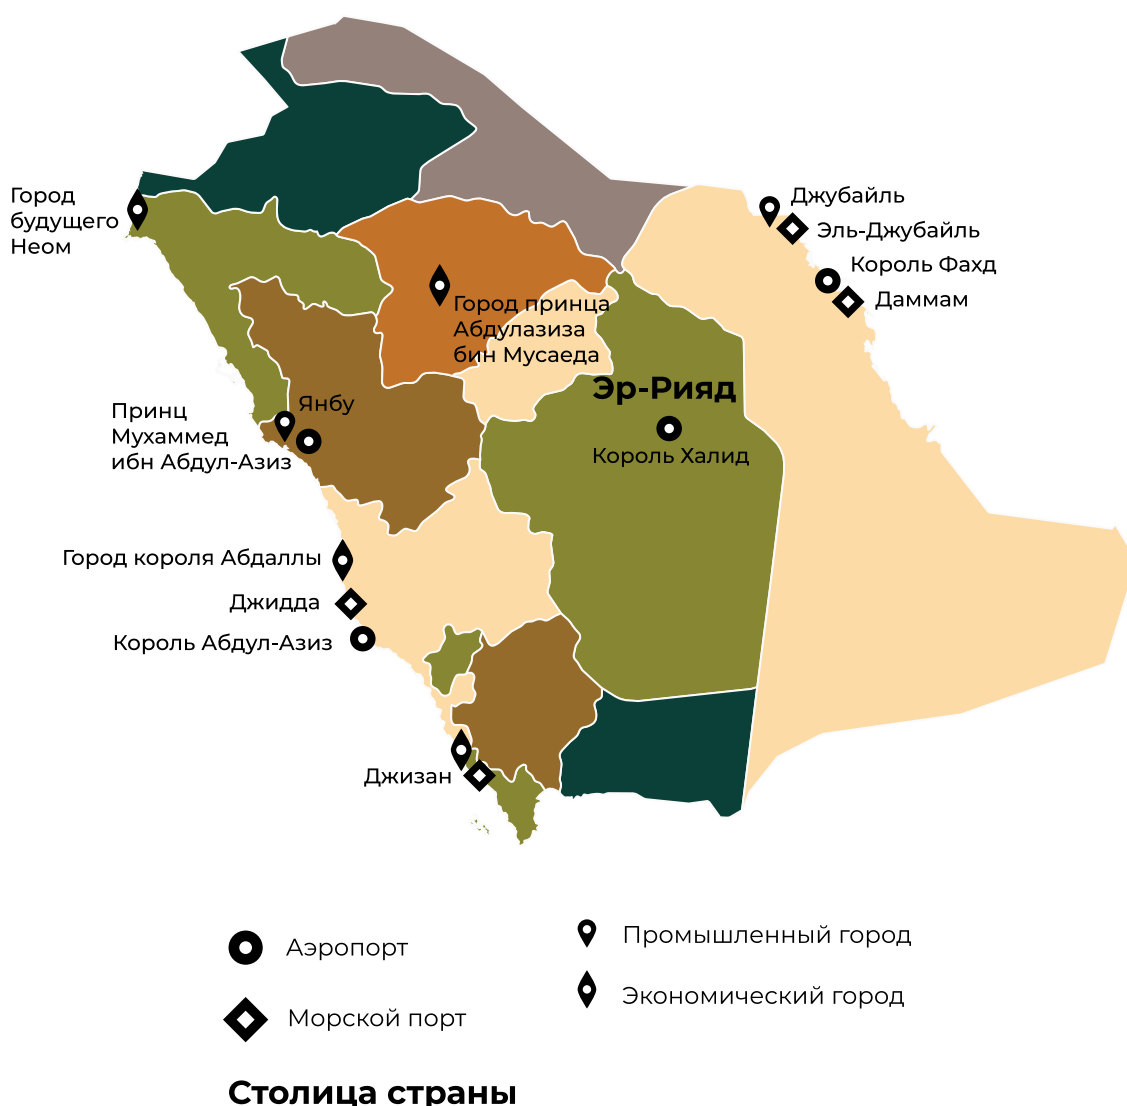 Город
будущего
Неом
Джубайль
Эль-Джубайль
Король Фахд
Даммам
Город принца
Абдулазиза
бин Мусаеда
Эр-Рияд
Король Халид
Янбу
Принц
Мухаммед
ибн Абдул-Азиз
Город короля Абдаллы
Джидда
Король Абдул-Азиз
Джизан
Аэропорт
Промышленный город
Морской порт
Экономический город
Столица страны